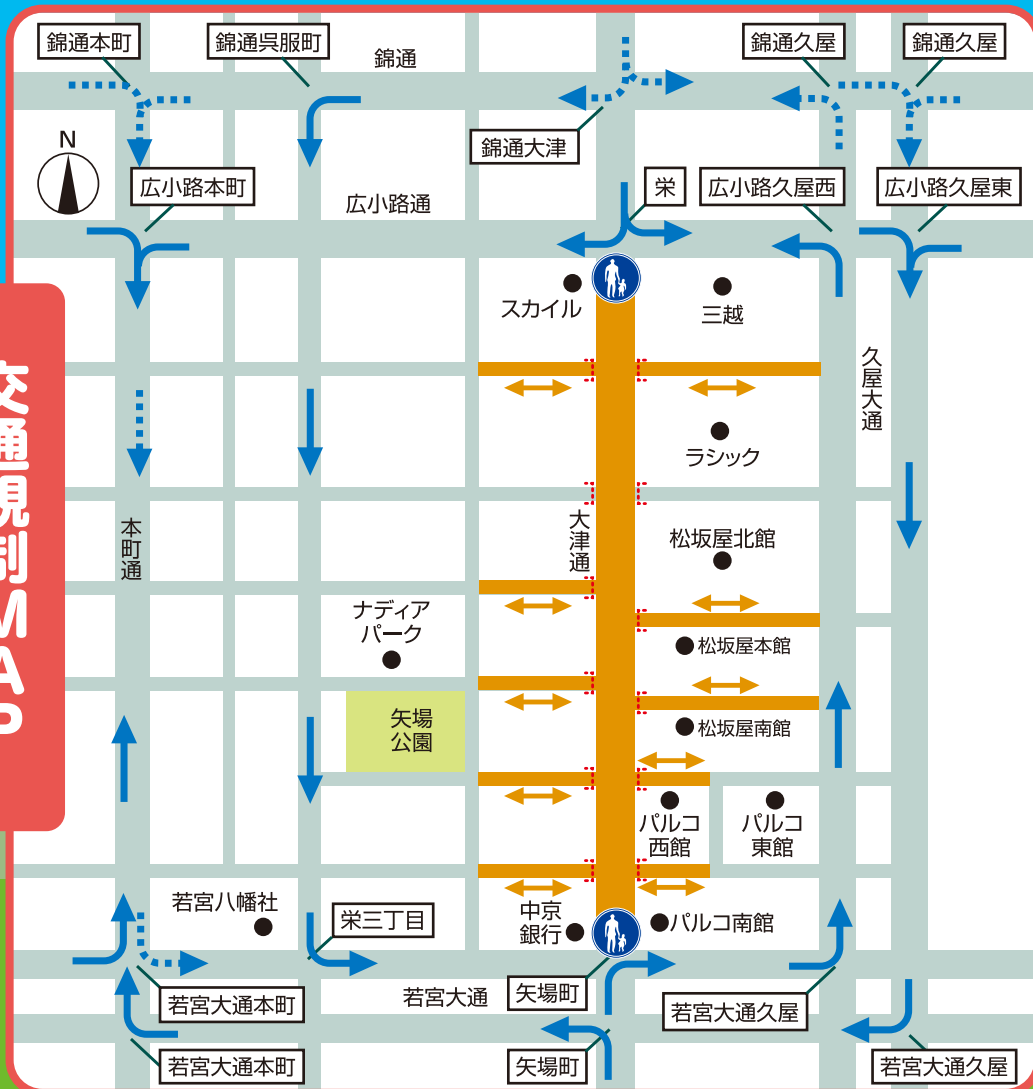 錦通本町
錦通呉服町
錦通
錦通久屋
錦通久屋
錦通大津
N
広小路本町
広小路通
栄
広小路久屋西
広小路久屋東
スカイル
三越
久屋大通
ラシック
交通規制MAP
本町通
大津通
松坂屋北館
ナディア
パーク
松坂屋本館
矢場
公園
松坂屋南館
パルコ
西館
パルコ
東館
若宮八幡社
栄三丁目
中京
銀行
パルコ南館
若宮大通本町
若宮大通
矢場町
若宮大通久屋
若宮大通本町
矢場町
若宮大通久屋